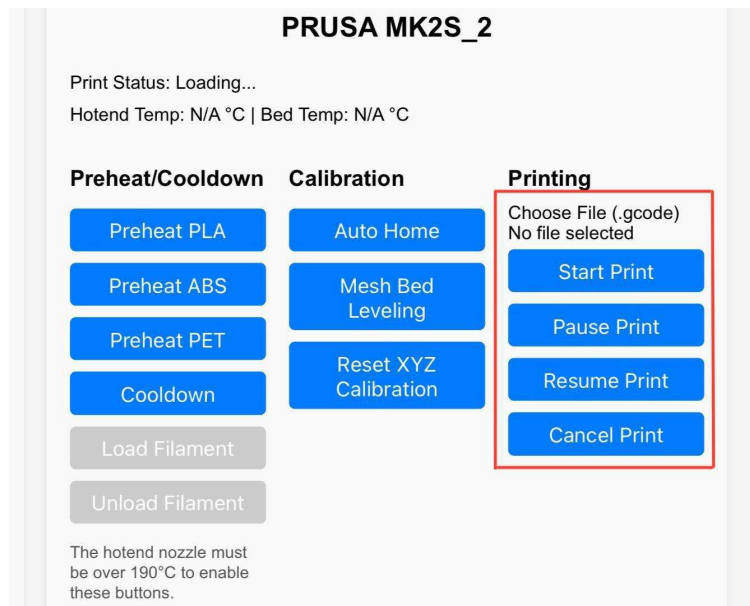 PRUSA MK2S_2
Print Status: Loading...
Hotend Temp: N/A °C | Bed Temp: N/A °C
Preheat/Cooldown
Preheat PLA
Preheat ABS
Preheat PET
Cooldown
Load Filament
Unload Filament
The hotend nozzle must
be over 190°C to enable
these buttons.
Calibration
Auto Home
Mesh Bed
Leveling
Reset XYZ
Calibration
Printing
Choose File (.gcode)
No file selected
Start Print
Pause Print
Resume Print
Cancel Print